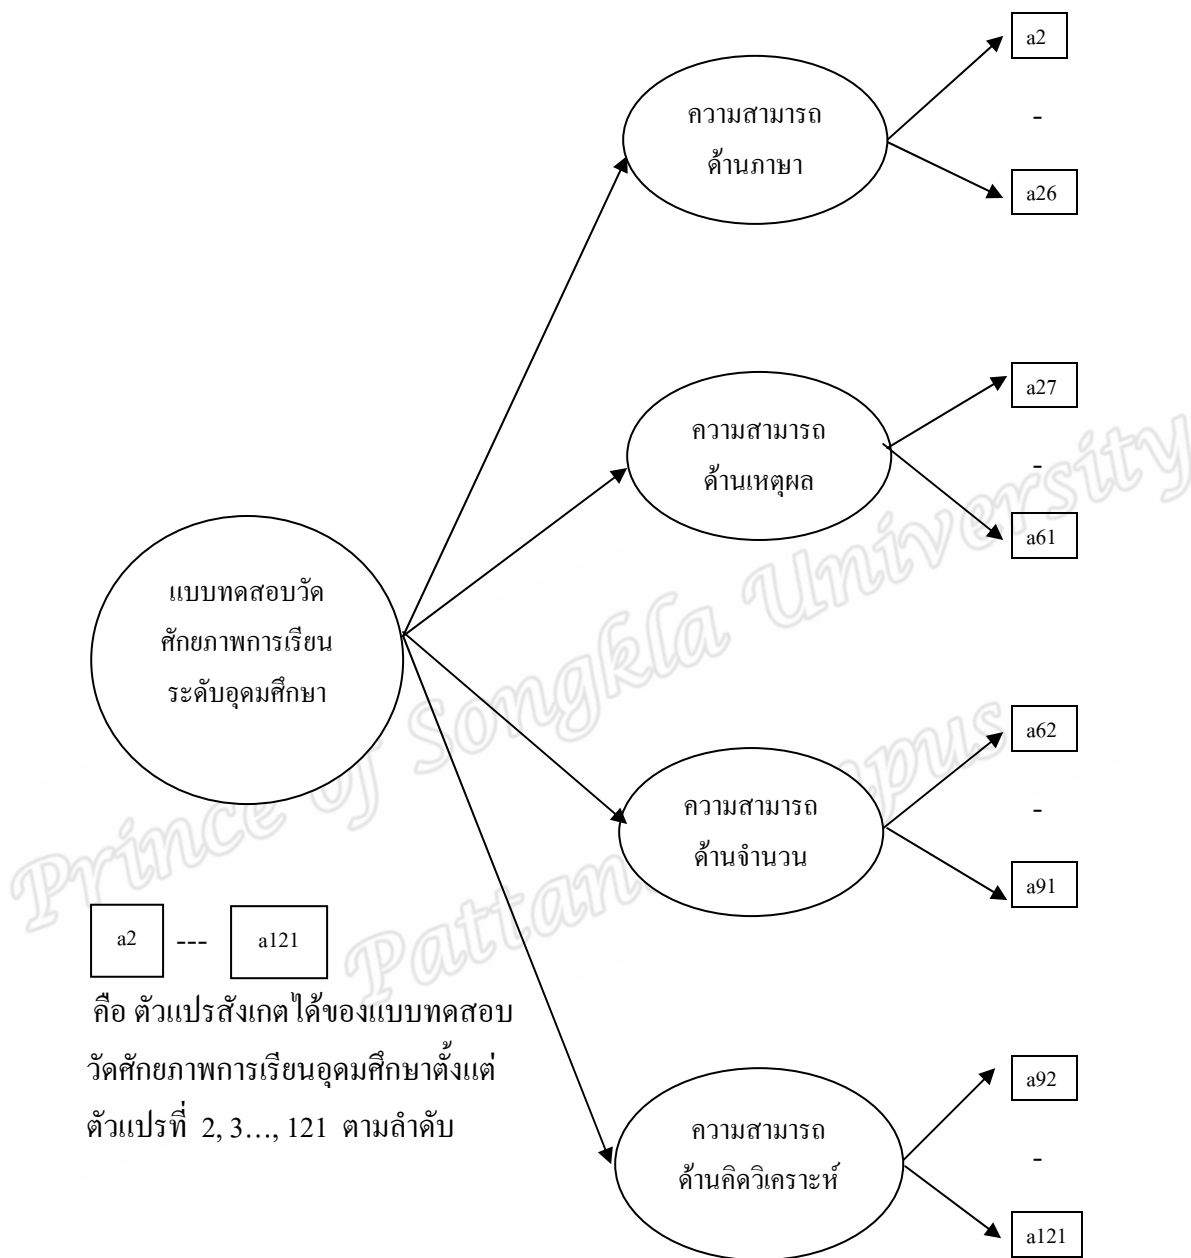 a2
ความสามารถ
ด้านภาษา
-
a26
a27
ความสามารถ
ด้านเหตุผล
-
a61
แบบทดสอบวัด
ศักยภาพการเรียน
ระดับอุดมศึกษา
a62
ความสามารถ
ด้านจำนวน
-
a91
a2 --- a121
คือ ตัวแปรสังเกตได้ของแบบทดสอบ
วัดศักยภาพการเรียนอุดมศึกษาตั้งแต่
ตัวแปรที่ 2, 3…, 121 ตามลำดับ
a92
ความสามารถ
ด้านคิดวิเคราะห์
-
a121
Prince of Songkla University